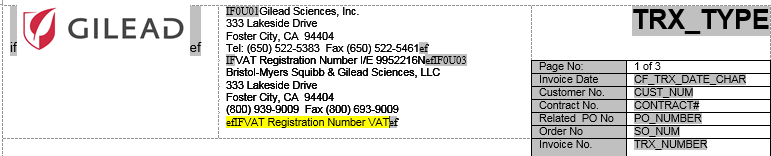 if GILEAD ef
IF0U01Gilead Sciences, Inc.
333 Lakeside Drive
Foster City, CA 94404
Tel: (650) 522-5383 Fax (650) 522-5461ef
IFVAT Registration Number I/E 9952216NefIF0U03
Bristol-Myers Squibb & Gilead Sciences, LLC
333 Lakeside Drive
Foster City, CA 94404
(800) 939-9009 Fax (800) 693-9009
efIFVAT Registration Number VATef
TRX_TYPE
Page No: 1 of 3
Invoice Date CF_TRX_DATE_CHAR
Customer No. CUST_NUM
Contract No. CONTRACT#
Related PO No PO_NUMBER
Order No SO_NUM
Invoice No. TRX_NUMBER